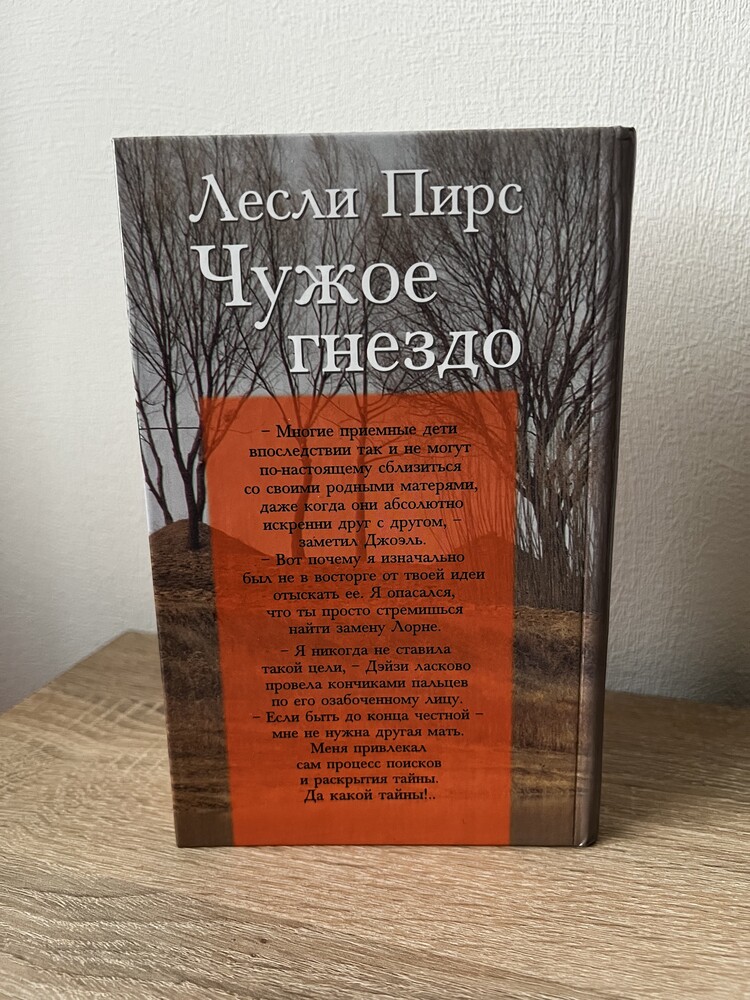 Лесли Пирс
Чужое
гнездо
– Многие приемные дети
впоследствии так и не могут
по-настоящему сблизиться
со своими родными матерями,
даже когда они абсолютно
искренни друг с другом, –
заметил Джоэль.
– Вот почему я изначально
был не в восторге от твоей идеи
отыскать ее. Я опасался,
что ты просто стремишься
найти замену Лорне.
– Я никогда не ставила
такой цели, – Дэйзи ласково
провела кончиками пальцев
по его озабоченному лицу.
– Если быть до конца честной –
мне не нужна другая мать.
Меня привлекал
сам процесс поисков
и раскрытия тайны.
Да какой тайны!..